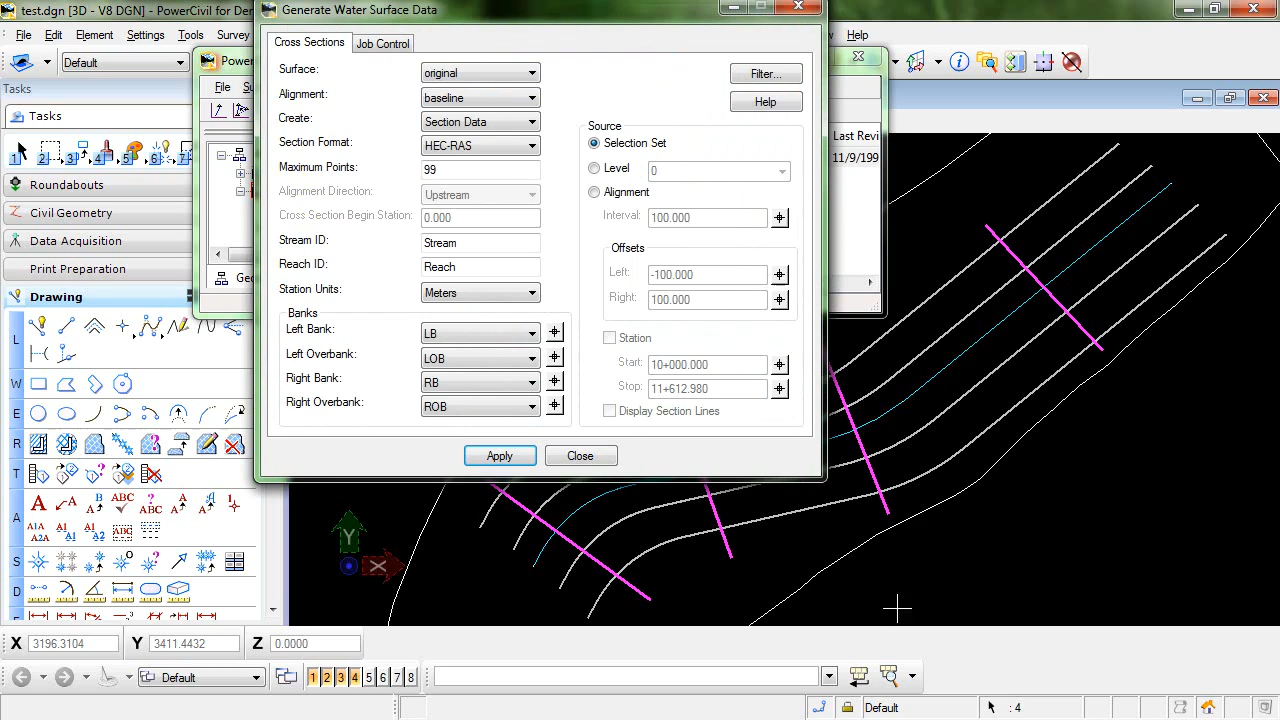 test.dgn [3D - V8 DGN] - PowerCivil for Den
Generate Water Surface Data
File Edit Element Settings Tools Survey
Help
Default
Tasks
Tasks
Roundabouts
Civil Geometry
Data Acquisition
Print Preparation
Drawing
L
W
E
R
T
A
S
D
Power
File Su
Geo
Last Revi
11/9/199
Cross Sections Job Control
Surface: original
Alignment: baseline
Create: Section Data
Section Format: HEC-RAS
Maximum Points: 99
Alignment Direction: Upstream
Cross Section Begin Station: 0.000
Stream ID: Stream
Reach ID: Reach
Station Units: Meters
Banks
Left Bank: LB
Left Overbank: LOB
Right Bank: RB
Right Overbank: ROB
Filter...
Help
Source
Selection Set
Level 0
Alignment
Interval: 100.000
Offsets
Left: -100.000
Right: 100.000
Station
Start: 10+000.000
Stop: 11+612.980
Display Section Lines
Apply Close
Y
X
X 3196.3104 Y 3411.4432 Z 0.0000
Default 1 2 3 4 5 6 7 8
Default : 4